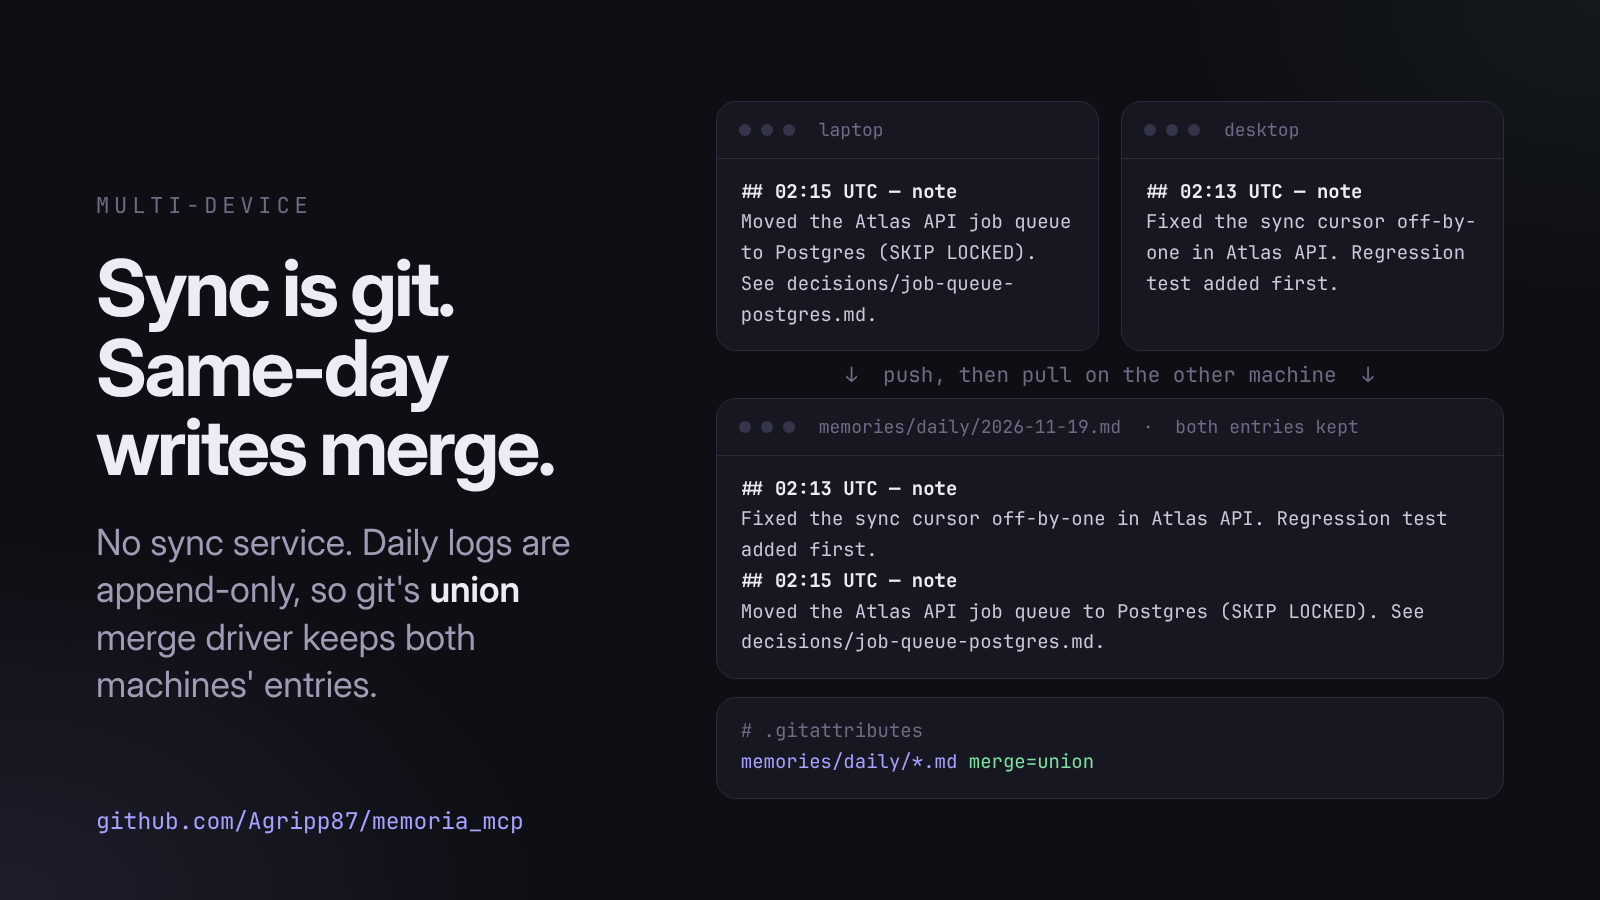 MULTI-DEVICE
Sync is git.
Same-day
writes merge.
No sync service. Daily logs are
append-only, so git's union
merge driver keeps both
machines' entries.
github.com/Agripp87/memoria_mcp
laptop
## 02:15 UTC — note
Moved the Atlas API job queue
to Postgres (SKIP LOCKED).
See decisions/job-queue-
postgres.md.
desktop
## 02:13 UTC — note
Fixed the sync cursor off-by-
one in Atlas API. Regression
test added first.
↓ push, then pull on the other machine ↓
memories/daily/2026-11-19.md · both entries kept
## 02:13 UTC — note
Fixed the sync cursor off-by-one in Atlas API. Regression test
added first.
## 02:15 UTC — note
Moved the Atlas API job queue to Postgres (SKIP LOCKED). See
decisions/job-queue-postgres.md.
# .gitattributes
memories/daily/*.md merge=union